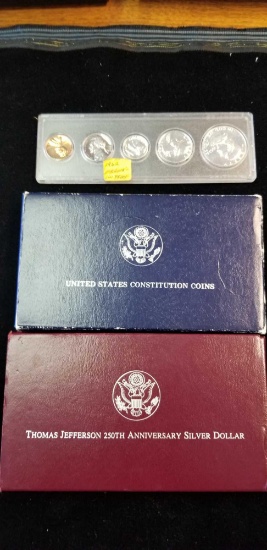 UNITED STATES CONSTITUTION COINS
THOMAS JEFFERSON 250TH ANNIVERSARY SILVER DOLLAR